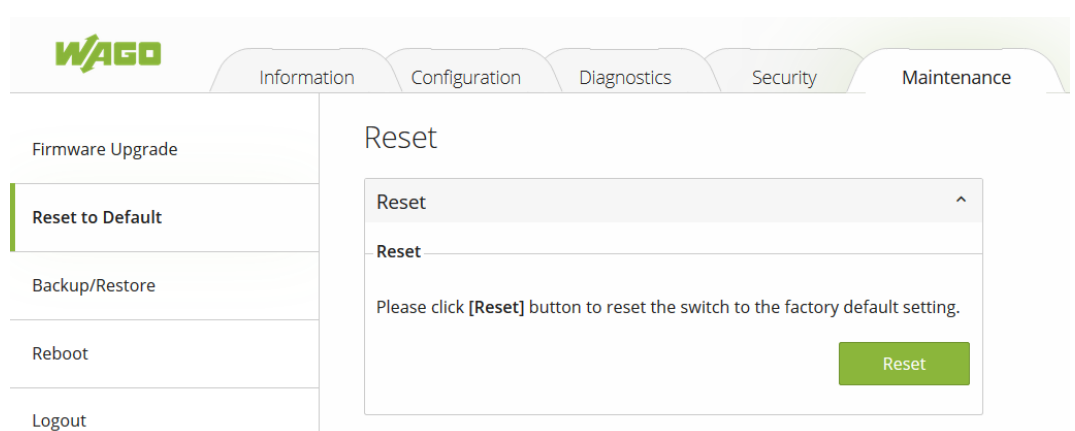 WAGO
Information Configuration Diagnostics Security Maintenance
Firmware Upgrade
Reset to Default
Backup/Restore
Reboot
Logout
Reset
Reset
Reset
Please click [Reset] button to reset the switch to the factory default setting.
Reset